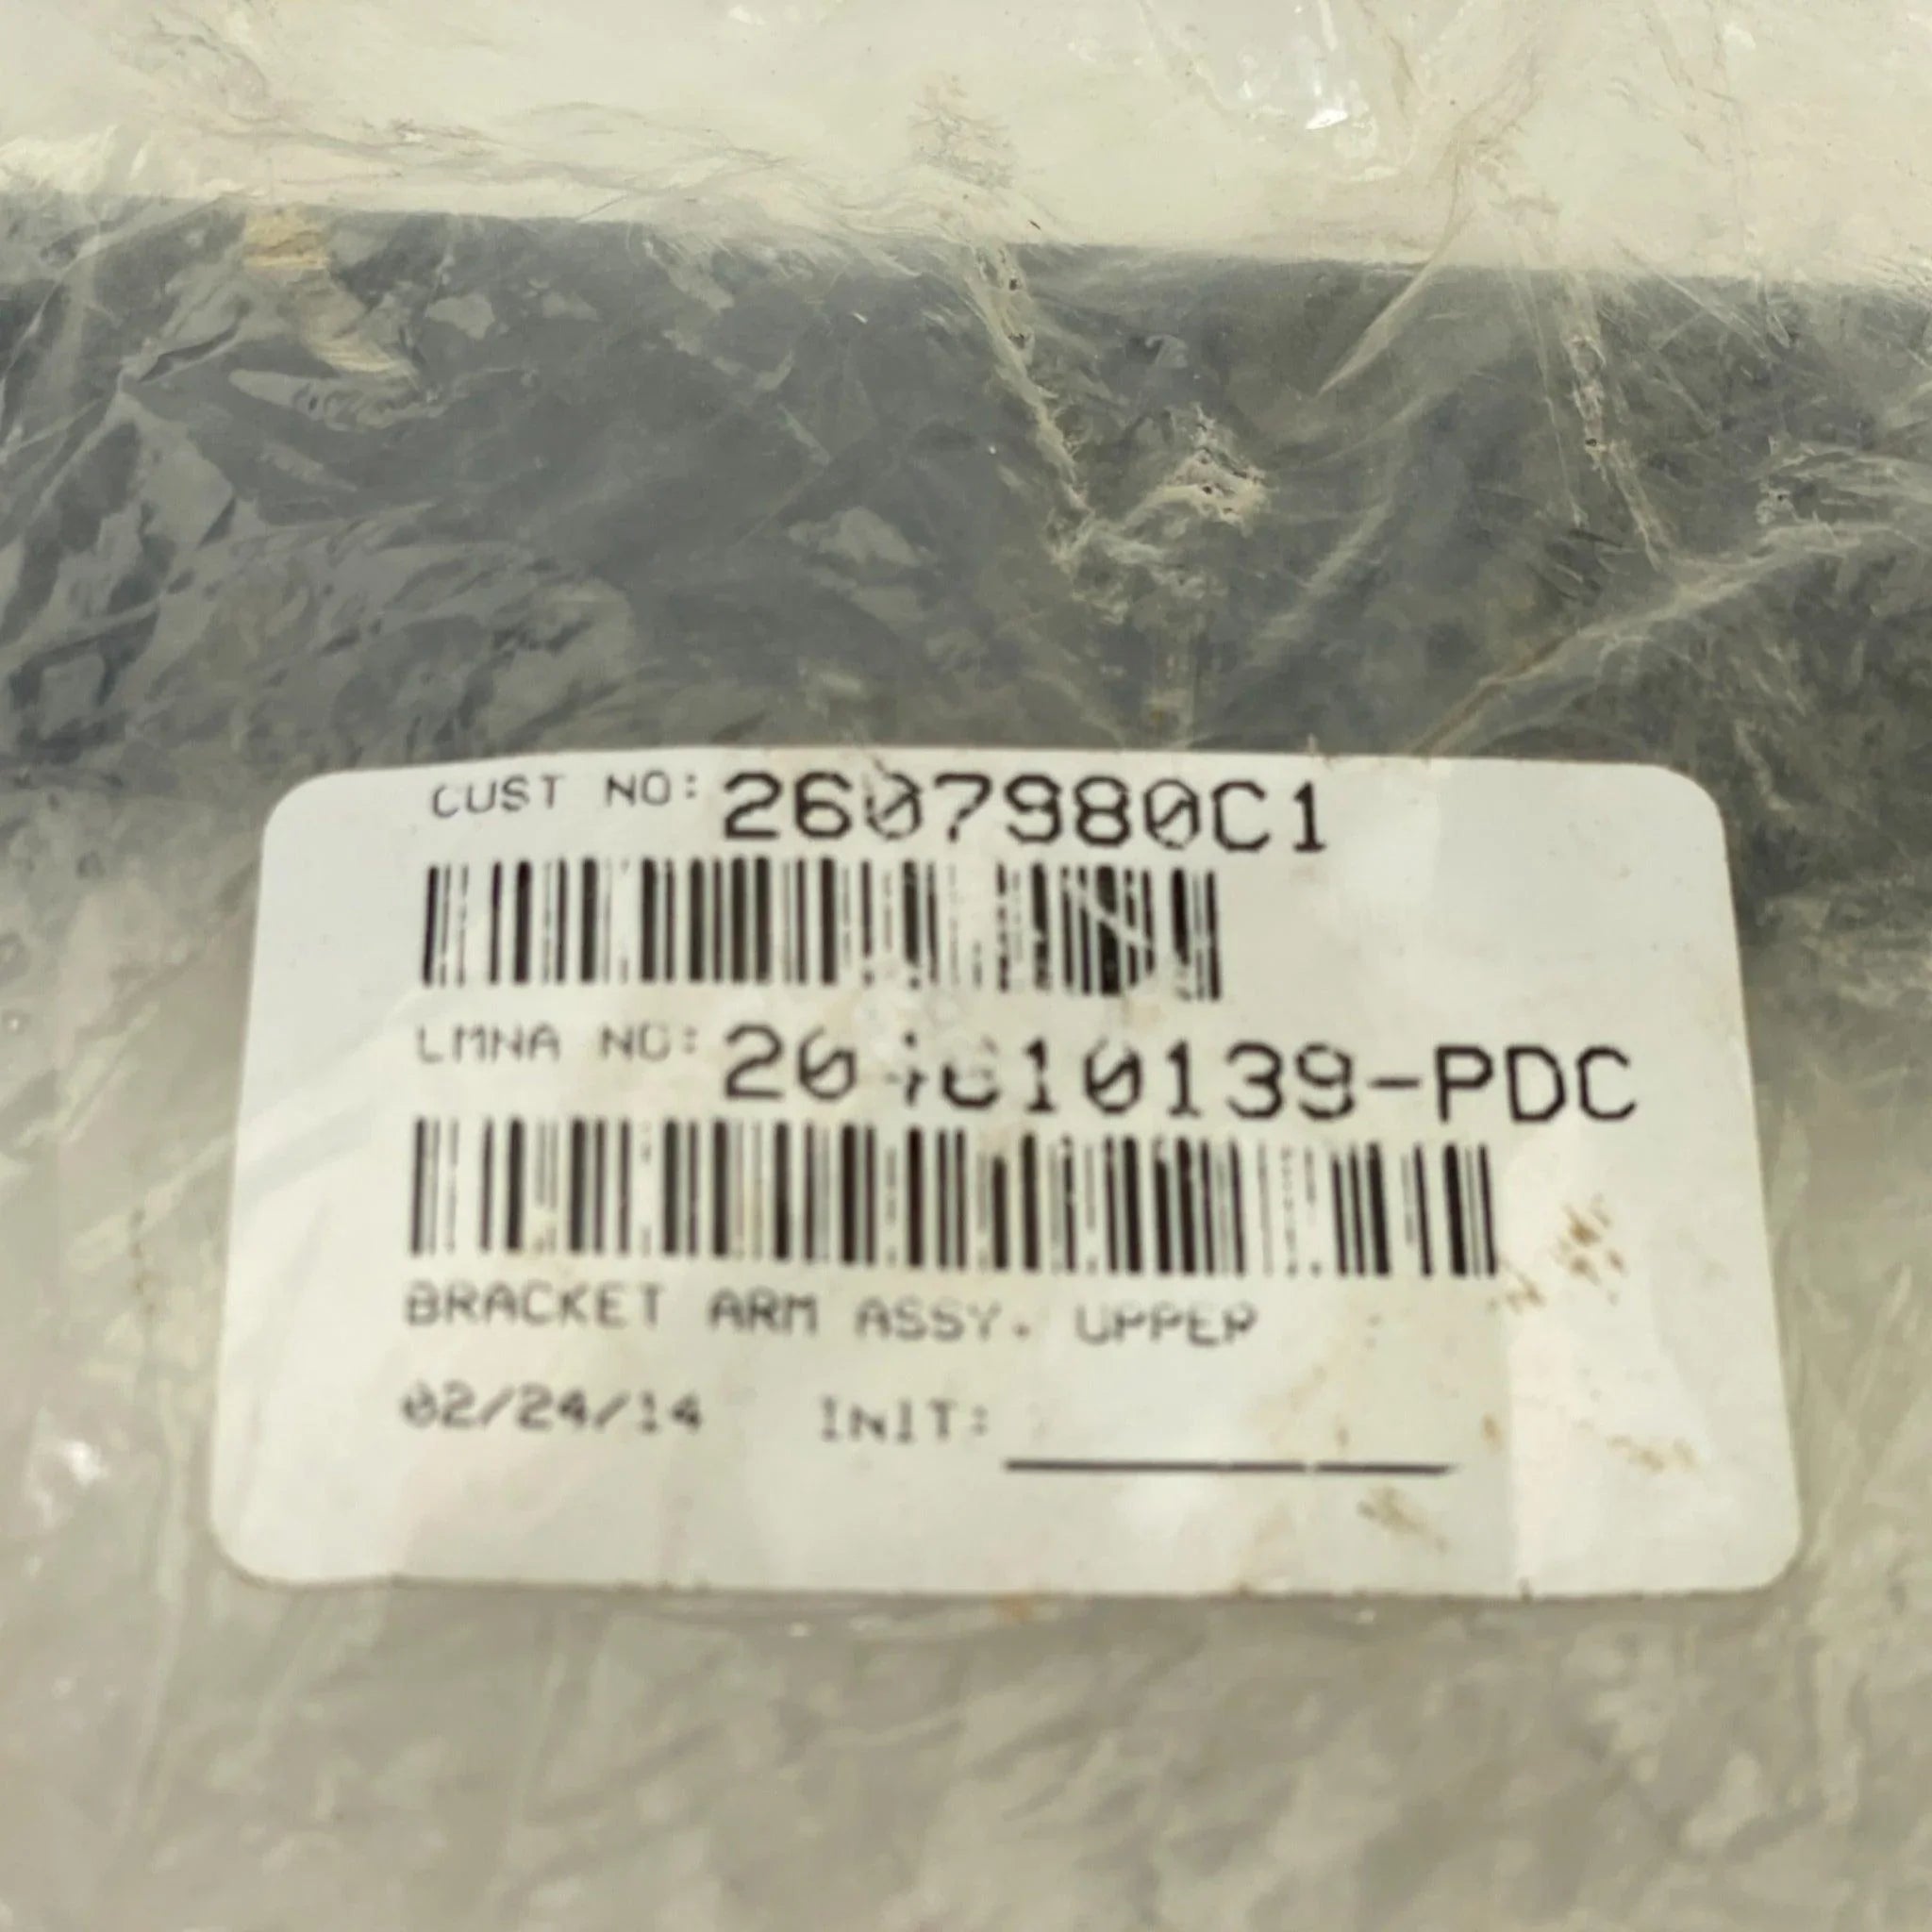 CUST NO: 2607980C1
LMNA NO:
BRACKET ARM ASSY. UPPER
02/24/14 INIT: